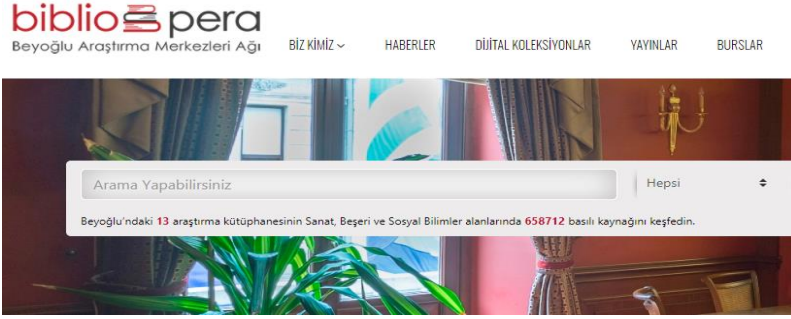 biblio pera
Beyoğlu Araştırma Merkezleri Ağı
BİZ KİMİZ HABERLER DİJİTAL KOLEKSİYONLAR YAYINLAR BURSLAR
Arama Yapabilirsiniz Hepsi
Beyoğlu'ndaki 13 araştırma kütüphanesinin Sanat, Beşeri ve Sosyal Bilimler alanlarında 658712 basılı kaynağını keşfedin.